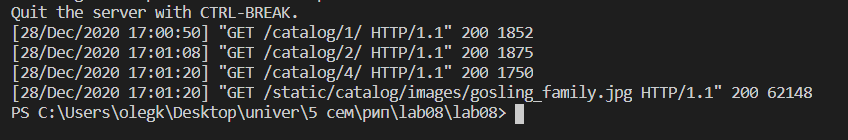 Quit the server with CTRL-BREAK.
[28/Dec/2020 17:00:50] "GET /catalog/1/ HTTP/1.1" 200 1852
[28/Dec/2020 17:01:08] "GET /catalog/2/ HTTP/1.1" 200 1875
[28/Dec/2020 17:01:20] "GET /catalog/4/ HTTP/1.1" 200 1750
[28/Dec/2020 17:01:20] "GET /static/catalog/images/gosling_family.jpg HTTP/1.1" 200 62148
PS C:\Users\olegk\Desktop\univer\5 сем\рип\lab08\lab08>